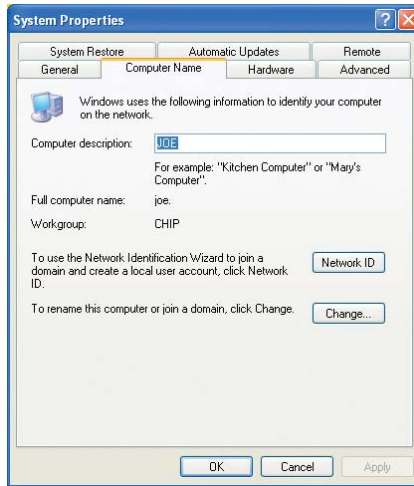 System Properties
System Restore Automatic Updates Remote
General Computer Name Hardware Advanced
Windows uses the following information to identify your computer
on the network.
Computer description: JOE
For example: "Kitchen Computer" or "Mary's
Computer".
Full computer name: joe.
Workgroup: CHIP
To use the Network Identification Wizard to join a
domain and create a local user account, click Network
ID.
Network ID
To rename this computer or join a domain, click Change.
Change...
OK Cancel Apply